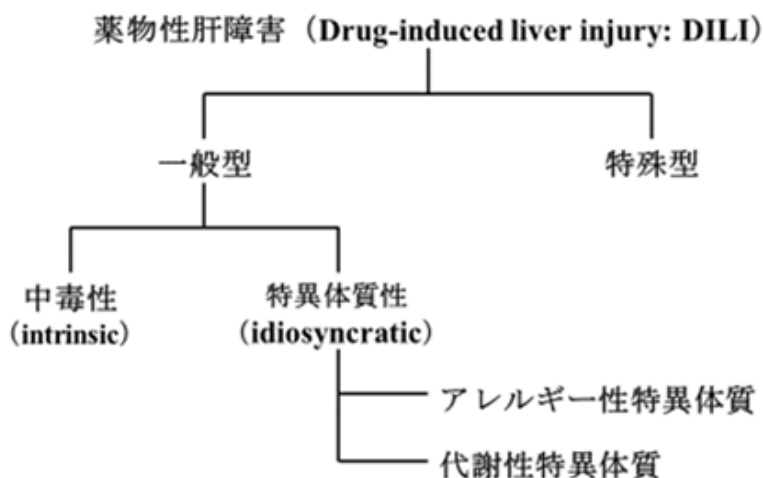 薬物性肝障害（Drug-induced liver injury: DILI）
一般型
特殊型
中毒性
（intrinsic）
特異体質性
（idiosyncratic）
アレルギー性特異体質
代謝性特異体質